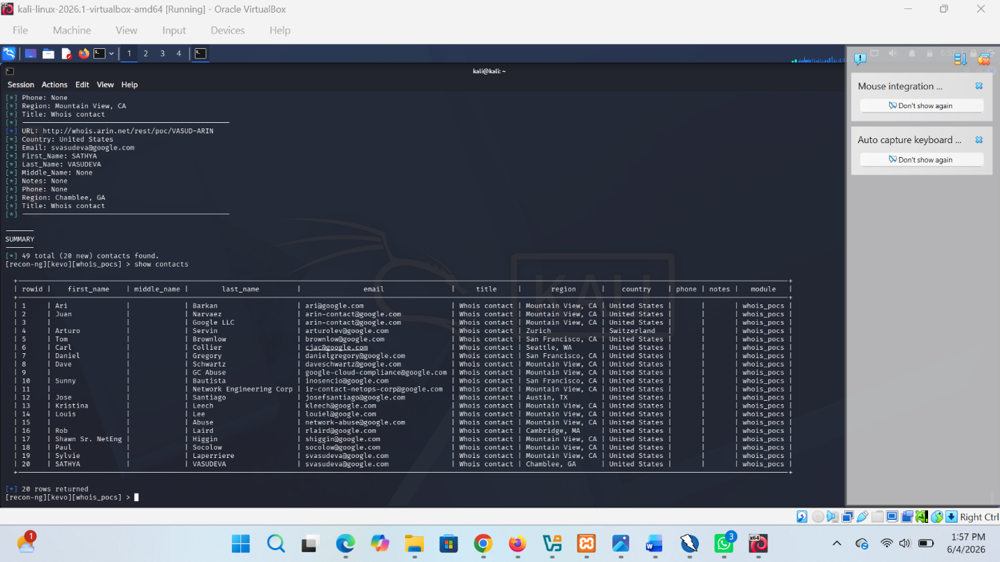 kali-linux-2026.1-virtualbox-amd64 [Running] - Oracle VirtualBox
File Machine View Input Devices Help
1 2 3 4
kali@kali: ~
Session Actions Edit View Help
[*] Phone: None
[*] Region: Mountain View, CA
[*] Title: Whois contact
[*] --------------------------------------------------
[*] URL: http://whois.arin.net/rest/poc/VASUD-ARIN
[*] Country: United States
[*] Email: svasudeva@google.com
[*] First_Name: SATHYA
[*] Last_Name: VASUDEVA
[*] Middle_Name: None
[*] Notes: None
[*] Phone: None
[*] Region: Chamblee, GA
[*] Title: Whois contact
[*] --------------------------------------------------
-------
SUMMARY
-------
[*] 49 total (20 new) contacts found.
[recon-ng][kevo][whois_pocs] > show contacts
| rowid | first_name | middle_name | last_name | email | title | region | country | phone | notes | module |
| 1 | Ari | | Barkan | ari@google.com | Whois contact | Mountain View, CA | United States | | | whois_pocs |
| 2 | Juan | | Narvaez | arin-contact@google.com | Whois contact | Mountain View, CA | United States | | | whois_pocs |
| 3 | | | Google LLC | arin-contact@google.com | Whois contact | Mountain View, CA | United States | | | whois_pocs |
| 4 | Arturo | | Servin | arturolev@google.com | Whois contact | Zurich | Switzerland | | | whois_pocs |
| 5 | Tom | | Brownlow | brownlow@google.com | Whois contact | San Francisco, CA | United States | | | whois_pocs |
| 6 | Carl | | Collier | cjac@google.com | Whois contact | Seattle, WA | United States | | | whois_pocs |
| 7 | Daniel | | Gregory | danielgregory@google.com | Whois contact | San Francisco, CA | United States | | | whois_pocs |
| 8 | Dave | | Schwartz | daveschwartz@google.com | Whois contact | Mountain View, CA | United States | | | whois_pocs |
| 9 | | | GC Abuse | google-cloud-compliance@google.com | Whois contact | Mountain View, CA | United States | | | whois_pocs |
| 10 | Sunny | | Bautista | inosencio@google.com | Whois contact | San Francisco, CA | United States | | | whois_pocs |
| 11 | | | Network Engineering Corp | ir-contact-netops-corp@google.com | Whois contact | Mountain View, CA | United States | | | whois_pocs |
| 12 | Jose | | Santiago | josefsantiago@google.com | Whois contact | Austin, TX | United States | | | whois_pocs |
| 13 | Kristina | | Leech | kleech@google.com | Whois contact | Mountain View, CA | United States | | | whois_pocs |
| 14 | Louis | | Lee | louiel@google.com | Whois contact | Mountain View, CA | United States | | | whois_pocs |
| 15 | | | Abuse | network-abuse@google.com | Whois contact | Mountain View, CA | United States | | | whois_pocs |
| 16 | Rob | | Laird | rlaird@google.com | Whois contact | Cambridge, MA | United States | | | whois_pocs |
| 17 | Shawn Sr. NetEng | | Higgin | shiggin@google.com | Whois contact | Mountain View, CA | United States | | | whois_pocs |
| 18 | Paul | | Socolow | socolow@google.com | Whois contact | Mountain View, CA | United States | | | whois_pocs |
| 19 | Sylvie | | Laperriere | svasudeva@google.com | Whois contact | Mountain View, CA | United States | | | whois_pocs |
| 20 | SATHYA | | VASUDEVA | svasudeva@google.com | Whois contact | Chamblee, GA | United States | | | whois_pocs |
[*] 20 rows returned
[recon-ng][kevo][whois_pocs] >
KALI
Mouse integration ...
Don't show again
Auto capture keyboard ...
Don't show again
Right Ctrl
1
3
x64
1:57 PM
6/4/2026